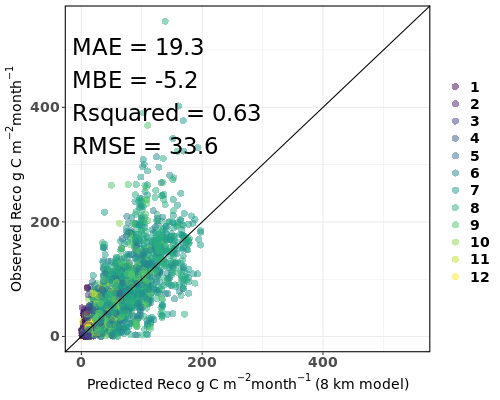 MAE = 19.3
MBE = -5.2
Rsquared = 0.63
RMSE = 33.6
Observed Reco g C m⁻²month⁻¹
400
200
0
0 200 400
Predicted Reco g C m⁻²month⁻¹ (8 km model)
1
2
3
4
5
6
7
8
9
10
11
12